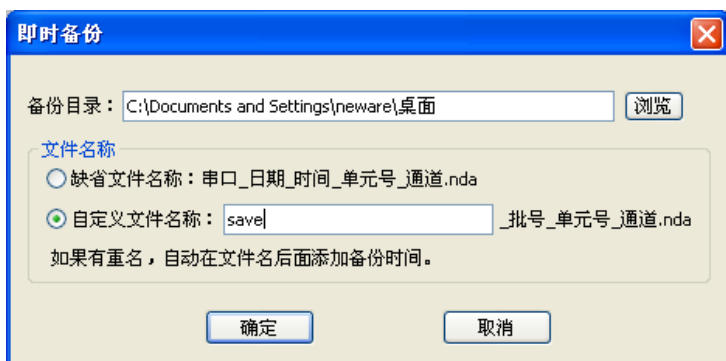 即时备份
备份目录： C:\Documents and Settings\neware\桌面 浏览
文件名称
缺省文件名称：串口_日期_时间_单元号_通道.nda
自定义文件名称： save _批号_单元号_通道.nda
如果有重名，自动在文件名后面添加备份时间。
确定 取消